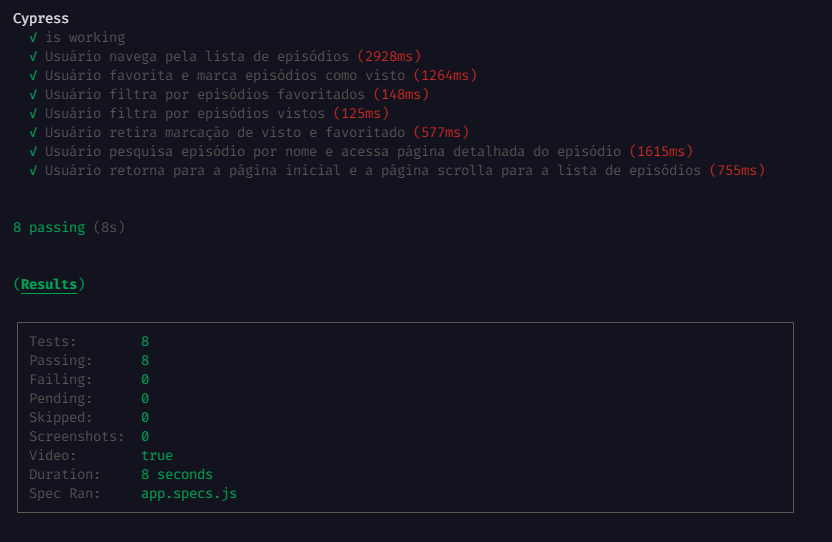 Cypress
✓ is working
✓ Usuário navega pela lista de episódios (2928ms)
✓ Usuário favorita e marca episódios como visto (1264ms)
✓ Usuário filtra por episódios favoritados (148ms)
✓ Usuário filtra por episódios vistos (125ms)
✓ Usuário retira marcação de visto e favoritado (577ms)
✓ Usuário pesquisa episódio por nome e acessa página detalhada do episódio (1615ms)
✓ Usuário retorna para a página inicial e a página scrolla para a lista de episódios (755ms)
8 passing (8s)
(Results)
Tests: 8
Passing: 8
Failing: 0
Pending: 0
Skipped: 0
Screenshots: 0
Video: true
Duration: 8 seconds
Spec Ran: app.specs.js